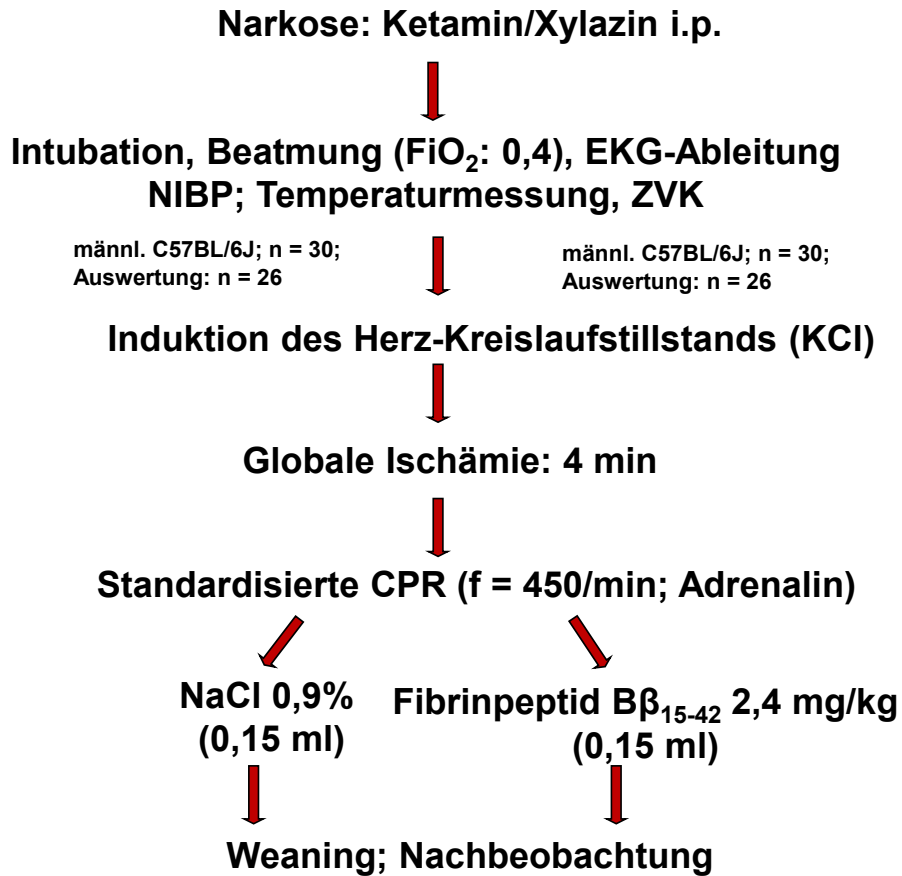 Narkose: Ketamin/Xylazin i.p.
Intubation, Beatmung (FiO₂: 0,4), EKG-Ableitung
NIBP; Temperaturmessung, ZVK
männl. C57BL/6J; n = 30;
Auswertung: n = 26
männl. C57BL/6J; n = 30;
Auswertung: n = 26
Induktion des Herz-Kreislaufstillstands (KCl)
Globale Ischämie: 4 min
Standardisierte CPR (f = 450/min; Adrenalin)
NaCl 0,9%
(0,15 ml)
Fibrinpeptid Bβ₁₅₋₄₂ 2,4 mg/kg
(0,15 ml)
Weaning; Nachbeobachtung